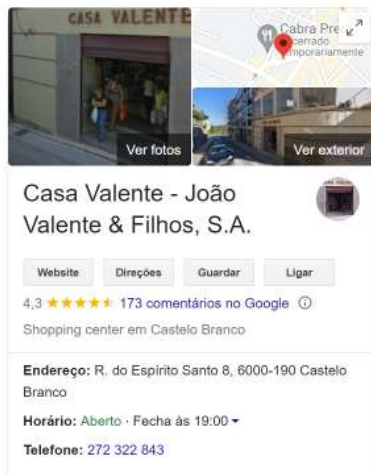 CASA VALENTE
Cabra Pre
cerrado
mporariamente
Ver fotos
Ver exterior
Casa Valente - João
Valente & Filhos, S.A.
Website
Direções
Guardar
Ligar
4,3 173 comentários no Google
Shopping center em Castelo Branco
Endereço: R. do Espírito Santo 8, 6000-190 Castelo
Branco
Horário: Aberto · Fecha às 19:00
Telefone: 272 322 843